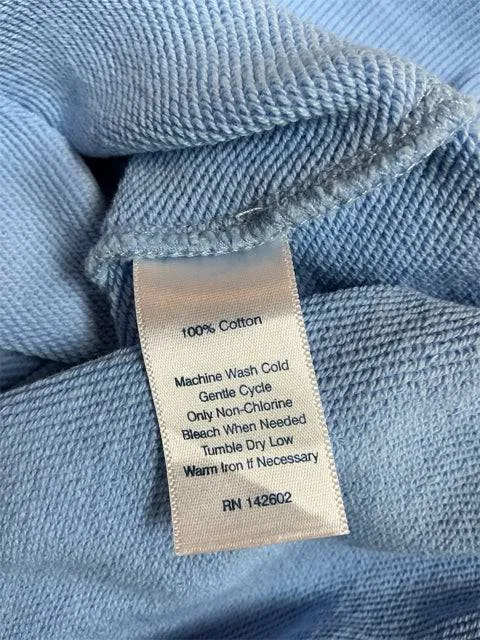 100% Cotton
Machine Wash Cold
Gentle Cycle
Only Non-Chlorine
Bleach When Needed
Tumble Dry Low
Warm Iron If Necessary
RN 142602